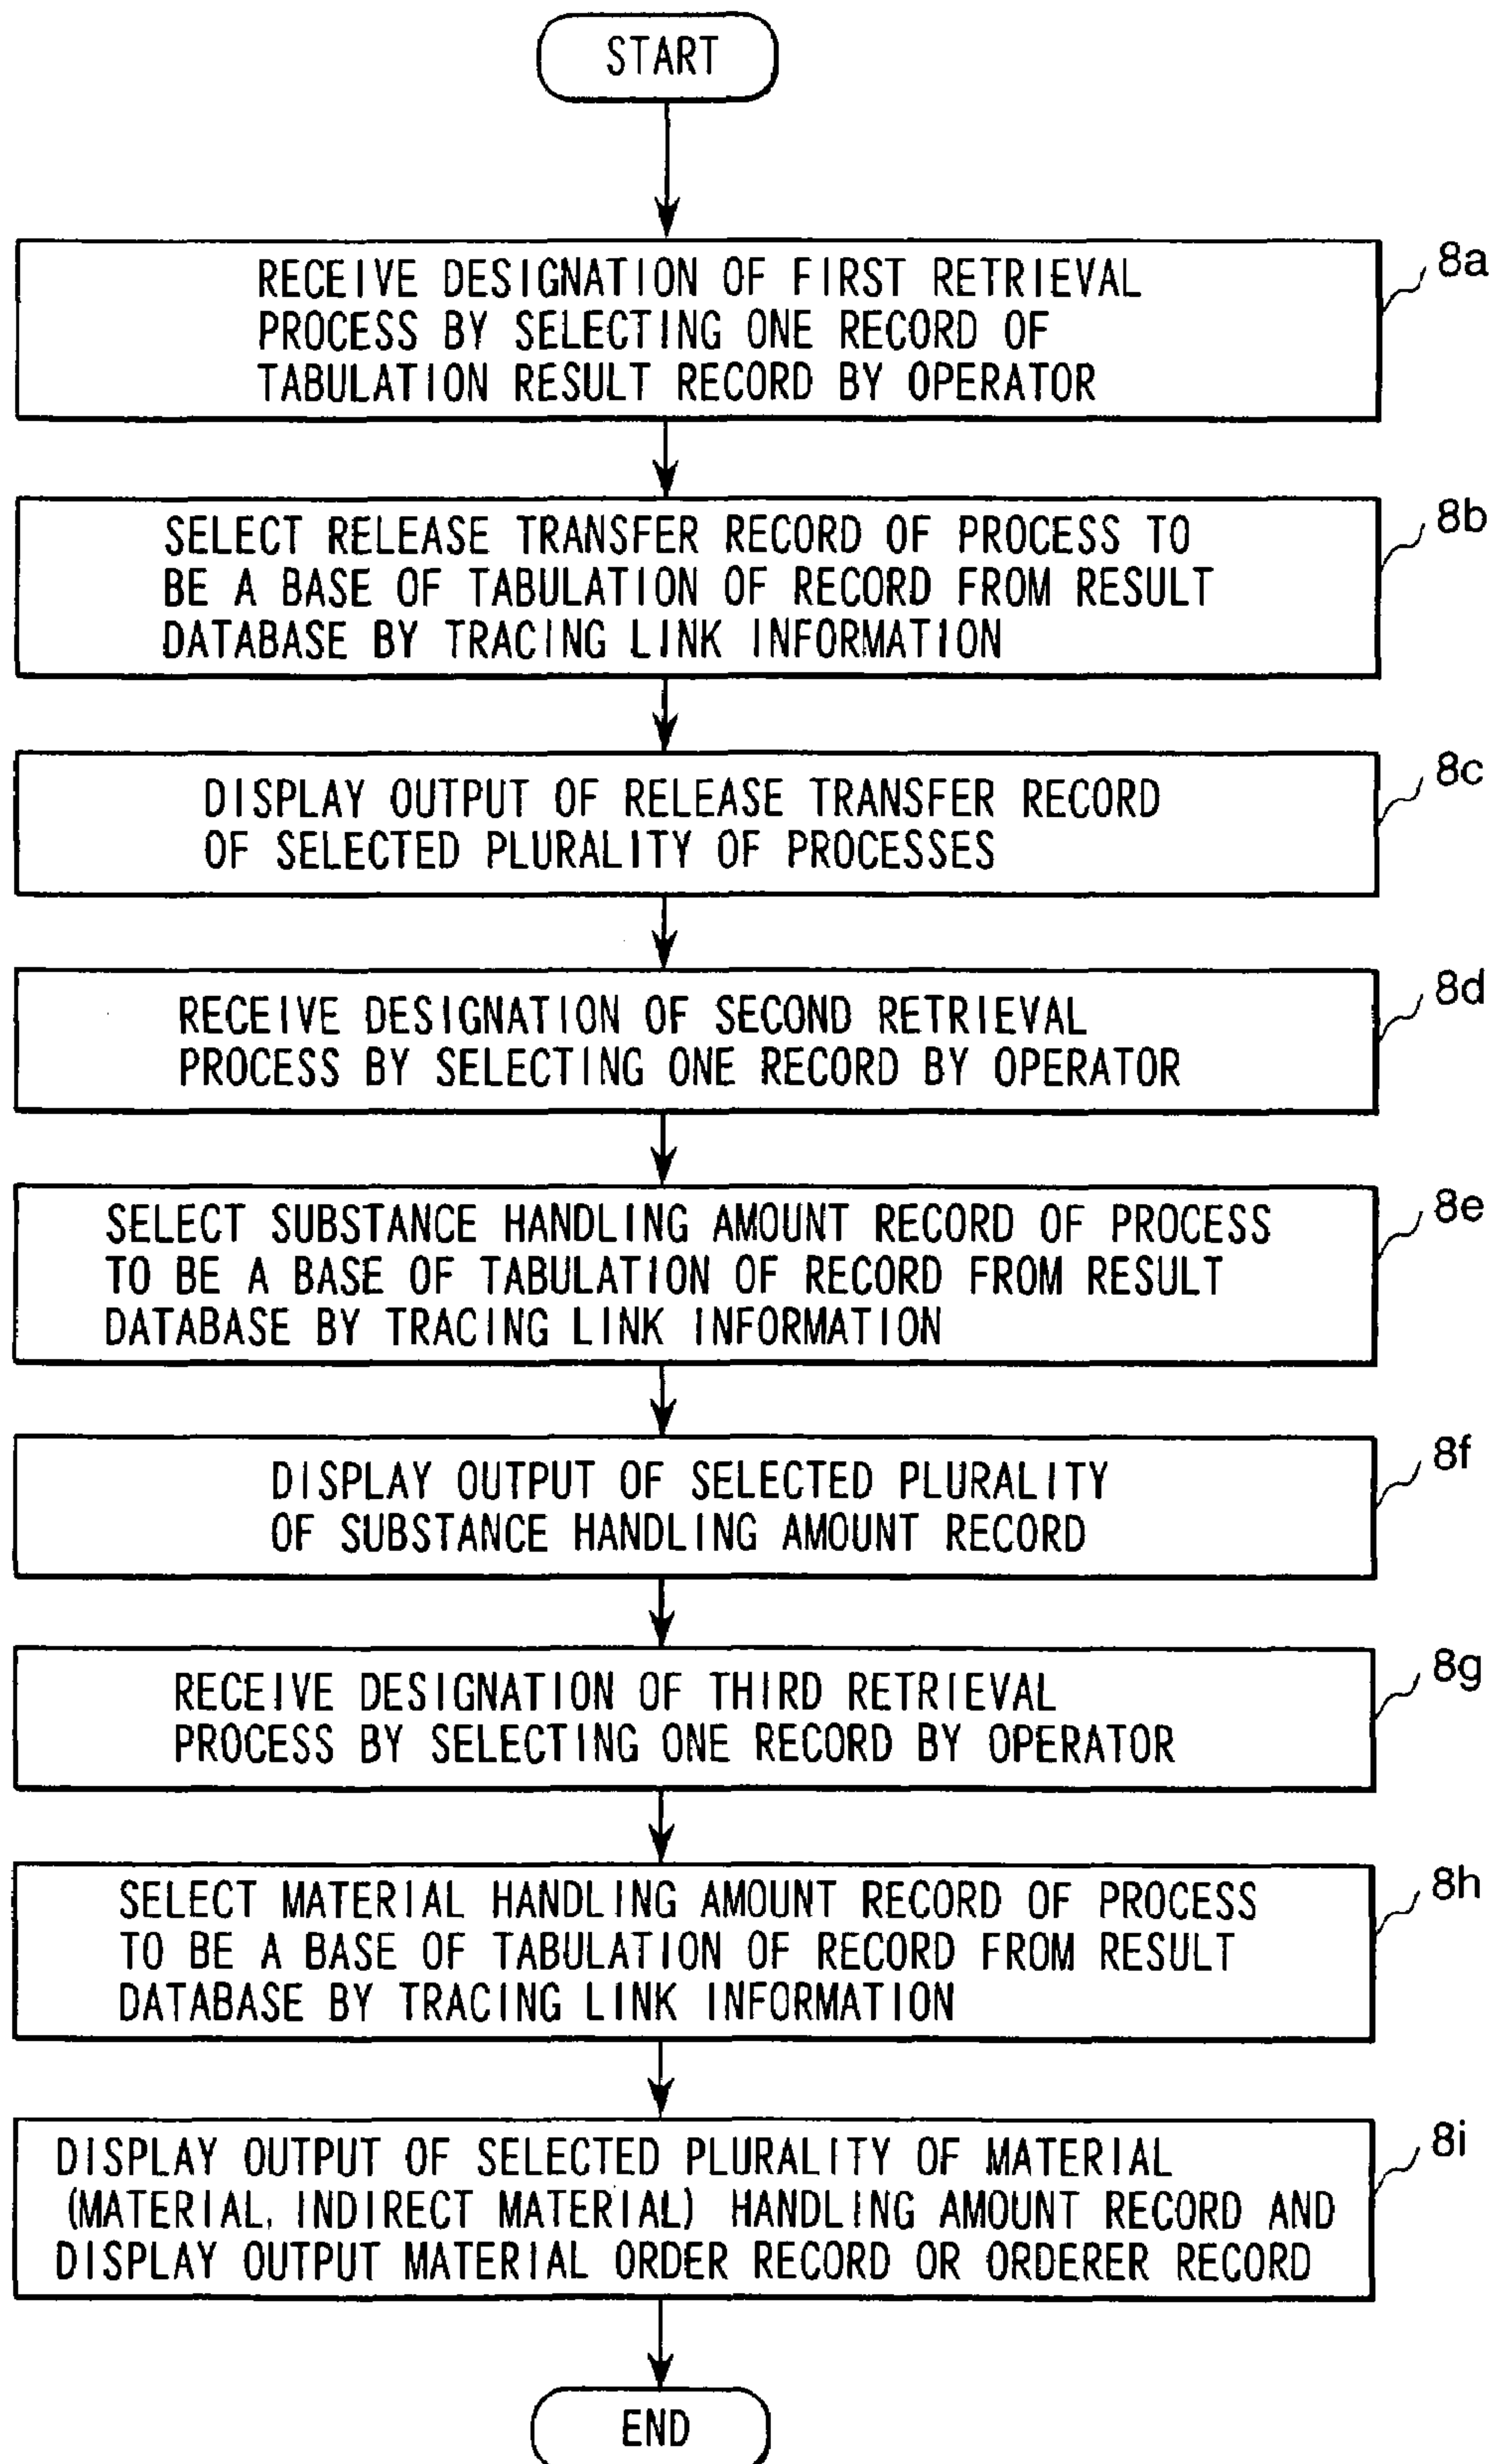 START
8a
RECEIVE DESIGNATION OF FIRST RETRIEVAL
PROCESS BY SELECTING ONE RECORD OF
TABULATION RESULT RECORD BY OPERATOR
8b
SELECT RELEASE TRANSFER RECORD OF PROCESS TO
BE A BASE OF TABULATION OF RECORD FROM RESULT
DATABASE BY TRACING LINK INFORMATION
8c
DISPLAY OUTPUT OF RELEASE TRANSFER RECORD
OF SELECTED PLURALITY OF PROCESSES
8d
RECEIVE DESIGNATION OF SECOND RETRIEVAL
PROCESS BY SELECTING ONE RECORD BY OPERATOR
8e
SELECT SUBSTANCE HANDLING AMOUNT RECORD OF PROCESS
TO BE A BASE OF TABULATION OF RECORD FROM RESULT
DATABASE BY TRACING LINK INFORMATION
8f
DISPLAY OUTPUT OF SELECTED PLURALITY
OF SUBSTANCE HANDLING AMOUNT RECORD
8g
RECEIVE DESIGNATION OF THIRD RETRIEVAL
PROCESS BY SELECTING ONE RECORD BY OPERATOR
8h
SELECT MATERIAL HANDLING AMOUNT RECORD OF PROCESS
TO BE A BASE OF TABULATION OF RECORD FROM RESULT
DATABASE BY TRACING LINK INFORMATION
8i
DISPLAY OUTPUT OF SELECTED PLURALITY OF MATERIAL
(MATERIAL, INDIRECT MATERIAL) HANDLING AMOUNT RECORD AND
DISPLAY OUTPUT MATERIAL ORDER RECORD OR ORDERER RECORD
END